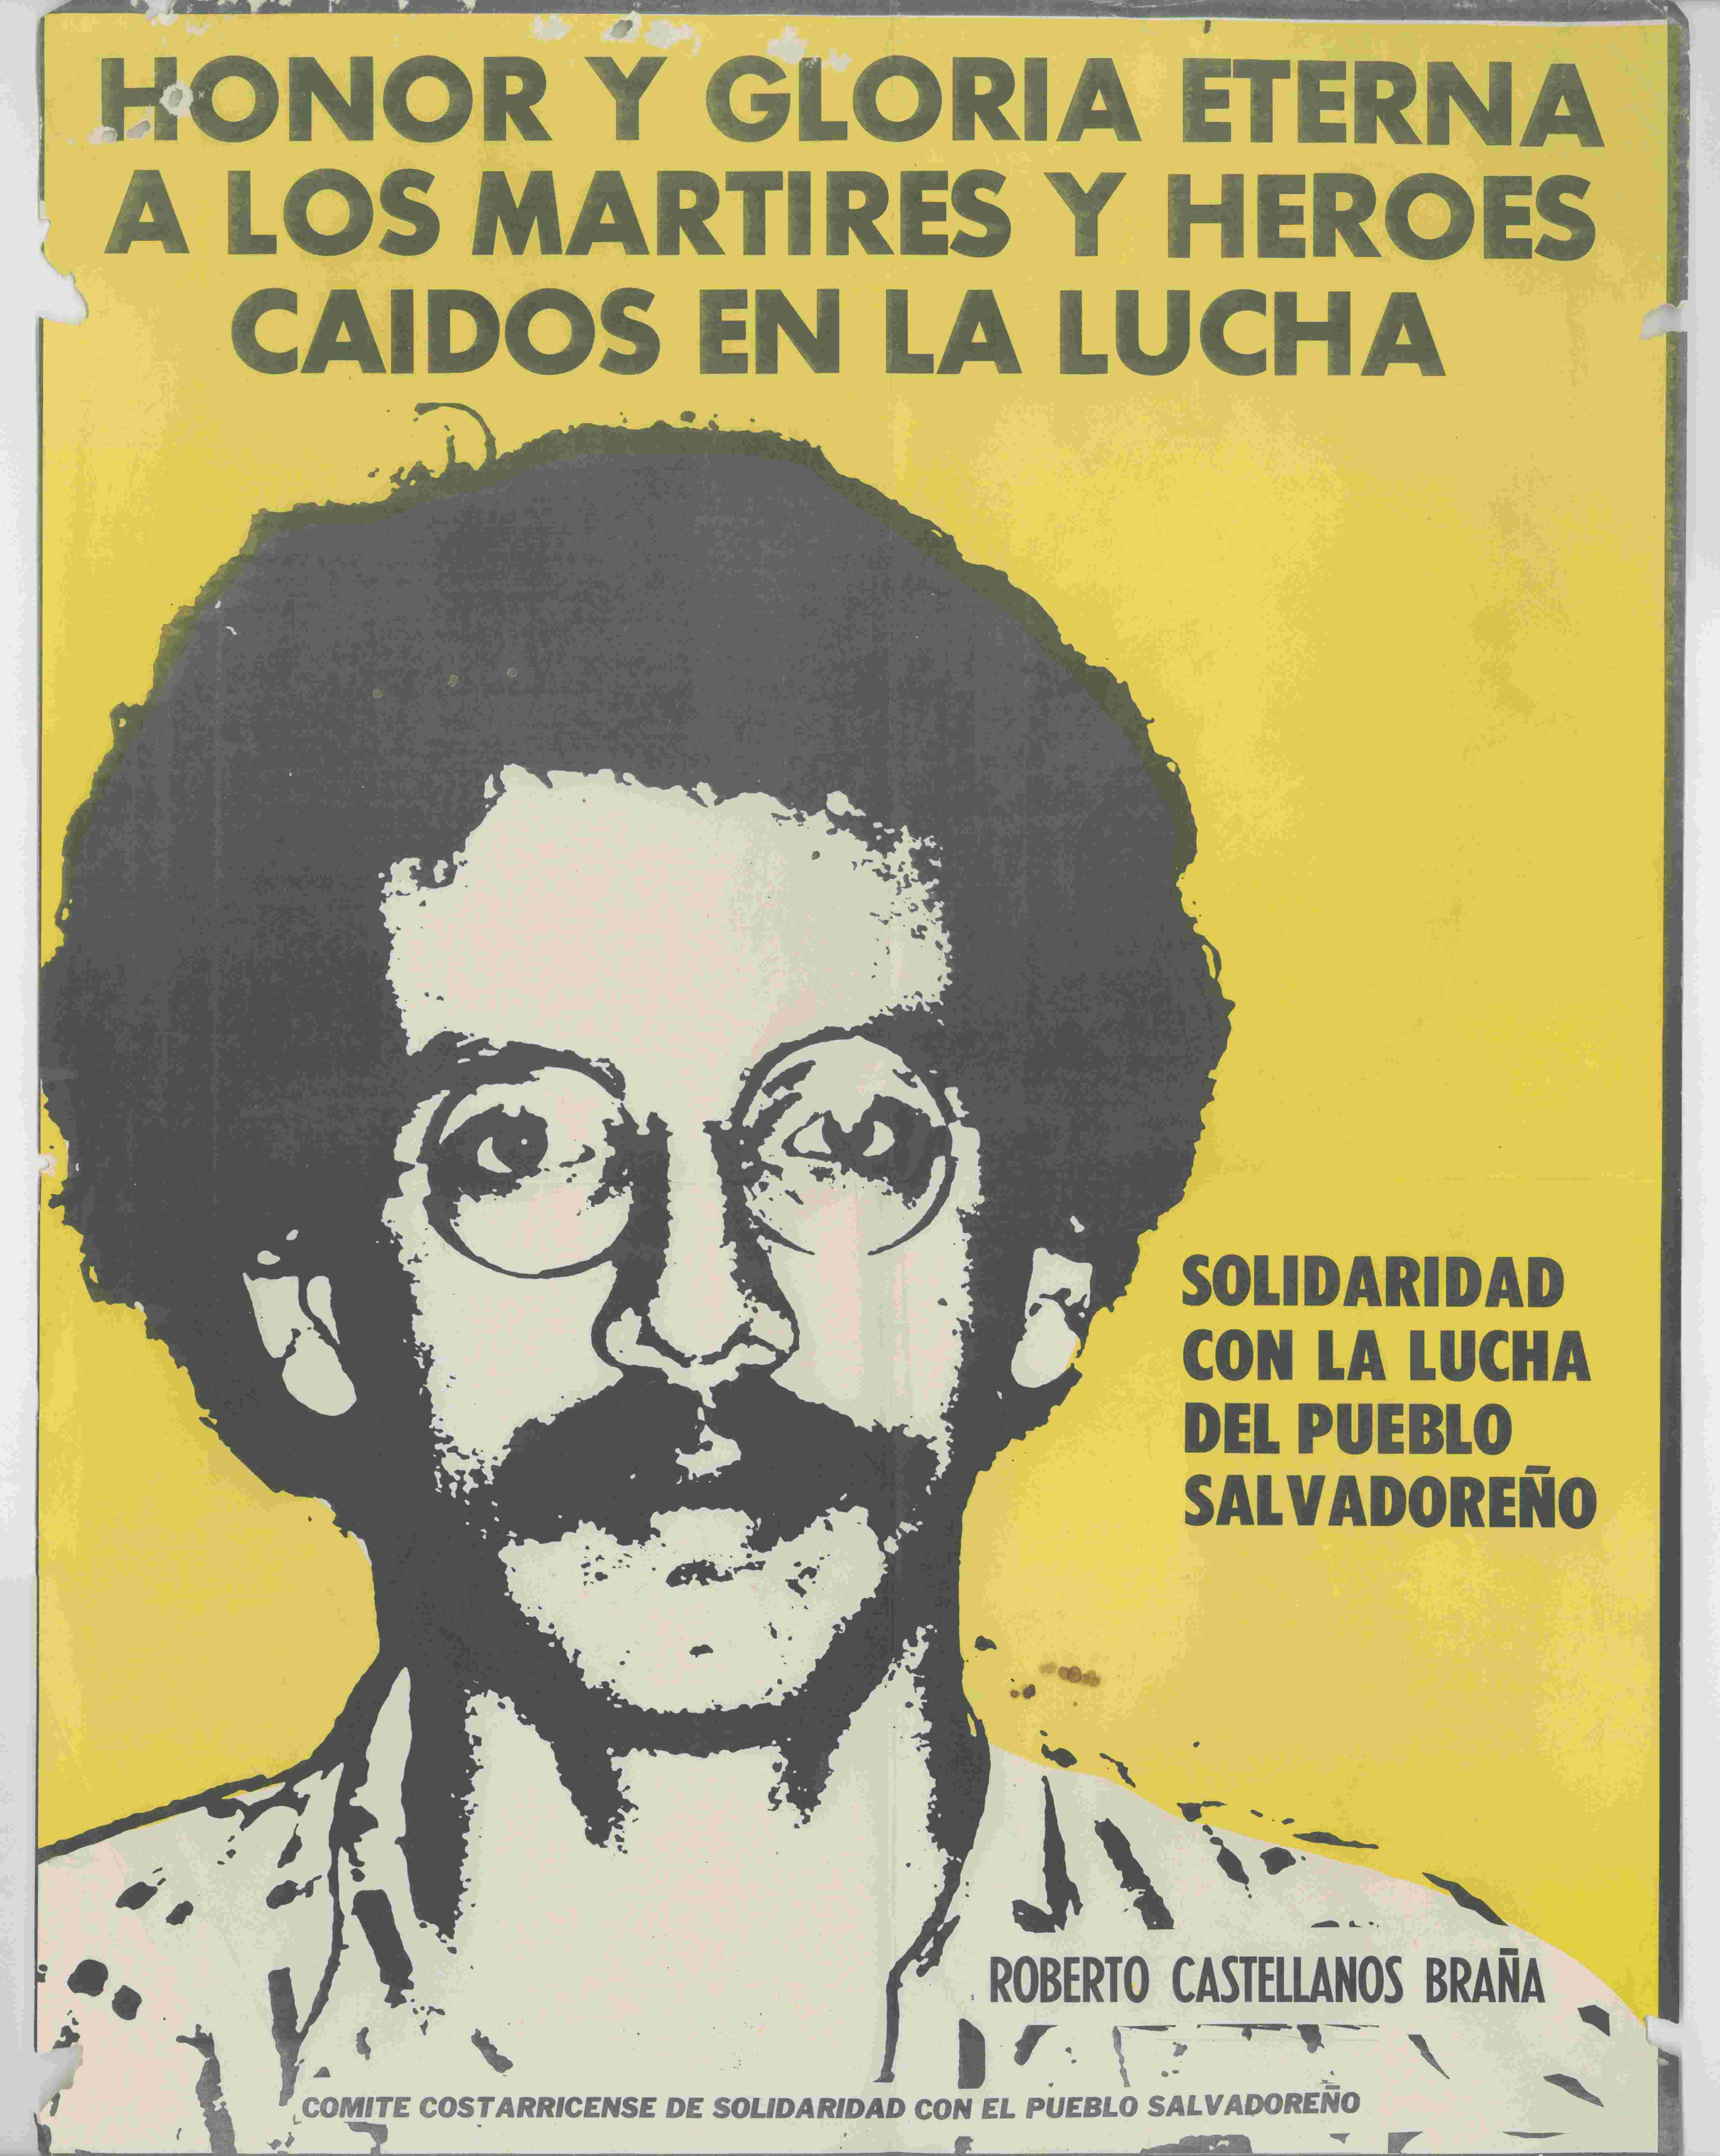 HONOR Y GLORIA ETERNA
A LOS MARTIRES Y HEROES
CAIDOS EN LA LUCHA
SOLIDARIDAD
CON LA LUCHA
DEL PUEBLO
SALVADOREÑO
ROBERTO CASTELLANOS BRAÑA
COMITE COSTARRICENSE DE SOLIDARIDAD CON EL PUEBLO SALVADOREÑO